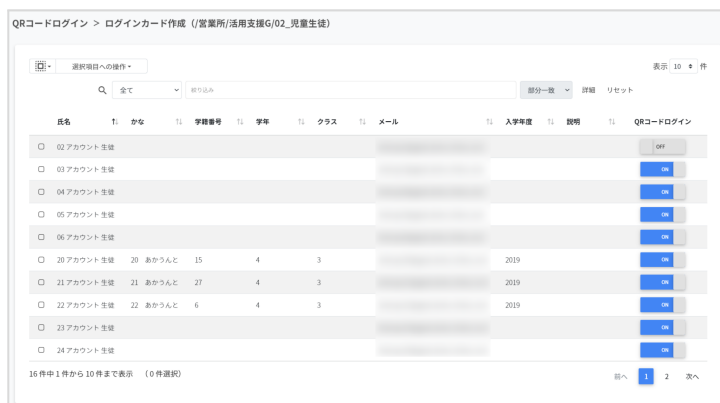 QRコードログイン > ログインカード作成（/営業所/活用支援G/02_児童生徒）
選択項目への操作 表示 10 件
全て 絞り込み 部分一致 詳細 リセット
氏名 かな 学籍番号 学年 クラス メール 入学年度 説明 QRコードログイン
02 アカウント 生徒 OFF
03 アカウント 生徒 ON
04 アカウント 生徒 ON
05 アカウント 生徒 ON
06 アカウント 生徒 ON
20 アカウント 生徒 20 あかうんと 15 4 3 2019 ON
21 アカウント 生徒 21 あかうんと 27 4 3 2019 ON
22 アカウント 生徒 22 あかうんと 6 4 3 2019 ON
23 アカウント 生徒 ON
24 アカウント 生徒 ON
16 件中 1 件から 10 件まで表示 （0 件選択） 前へ 1 2 次へ